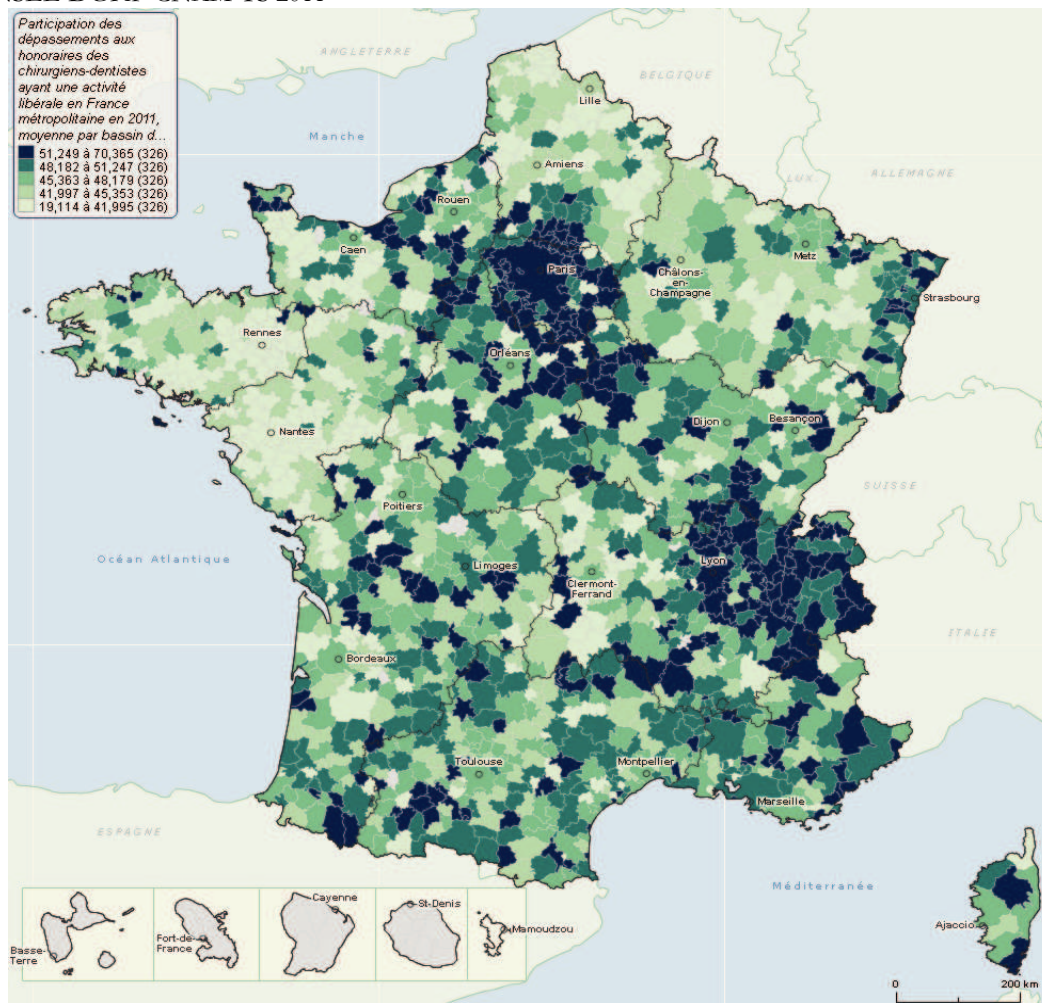 Participation des
dépassements aux
honoraires des
chirurgiens-dentistes
ayant une activité
libérale en France
métropolitaine en 2011,
moyenne par bassin d...
51,249 à 70,365 (326)
48,182 à 51,247 (326)
45,363 à 48,179 (326)
41,997 à 45,353 (326)
19,114 à 41,995 (326)
ANGLETERRE
BELGIQUE
Lille
Manche
Amiens
LUX.
ALLEMAGNE
Rouen
Caen
Metz
Paris
Châlons-
en-
Champagne
Strasbourg
Rennes
Orléans
Nantes
Dijon
Besançon
SUISSE
Poitiers
Océan Atlantique
Limoges
Lyon
Clermont-
Ferrand
ITALIE
Bordeaux
Toulouse
Montpellier
Marseille
ESPAGNE
Méditerranée
Ajaccio
Basse-
Terre
Fort-de-
France
Cayenne
St-Denis
Mamoudzou
0 200 km